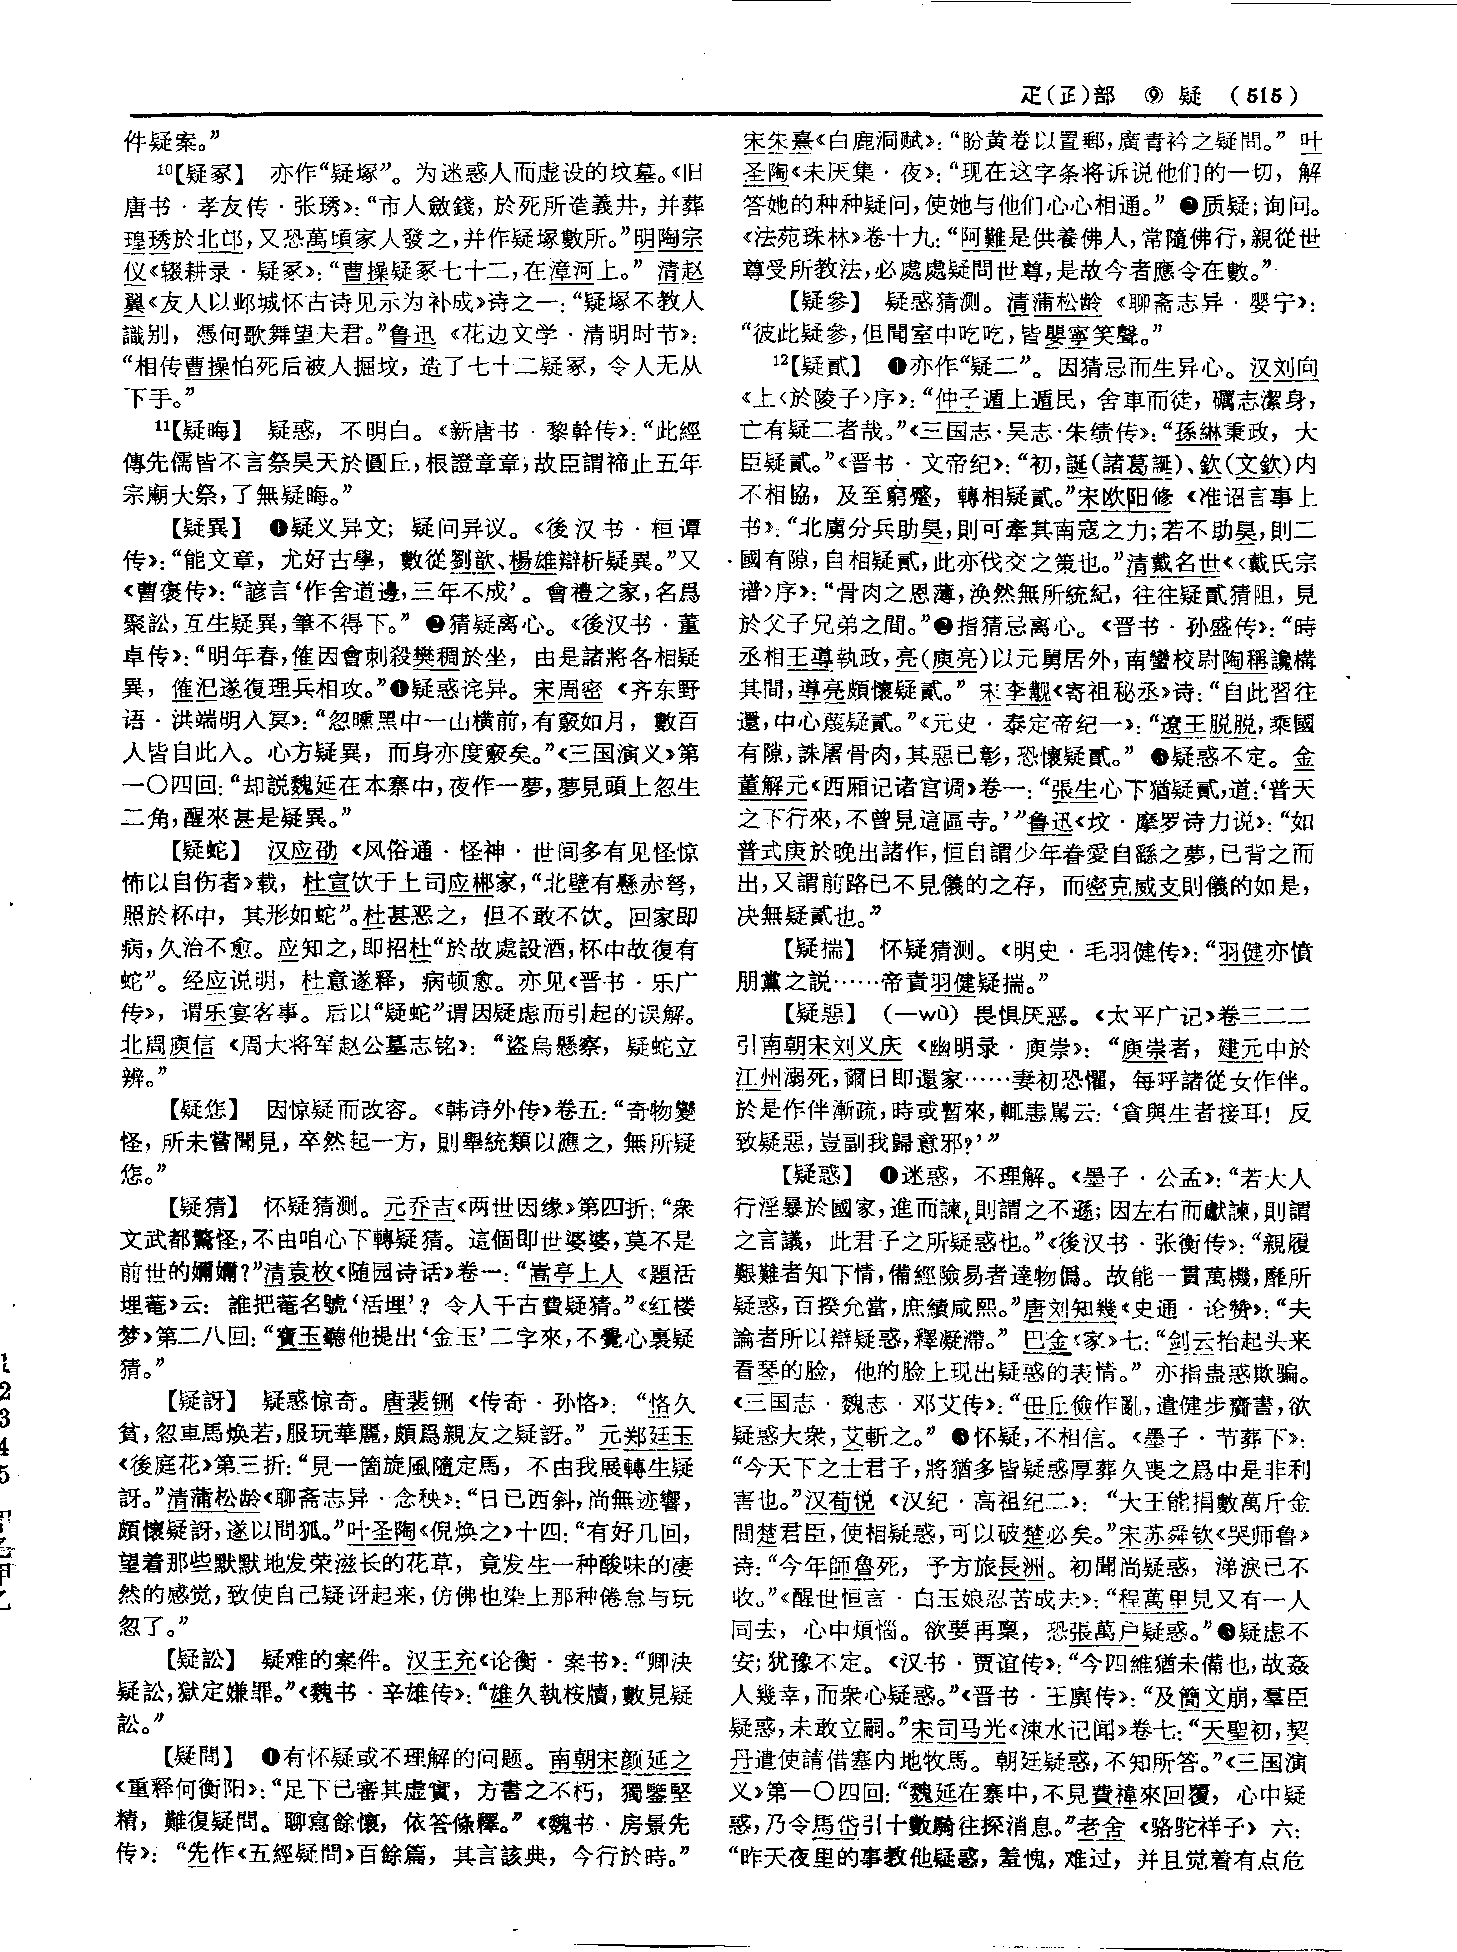 疋(𤴔)部 ⑨ 疑 (515)
件疑案。”
10【疑冢】 亦作“疑塚”。为迷惑人而虚设的坟墓。《旧
唐书·孝友传·张琇》：“市人斂錢，於死所造義井，并葬
瑝琇於北邙，又恐萬頃家人發之，并作疑塚數所。”明陶宗
仪《辍耕录·疑冢》：“曹操疑冢七十二，在漳河上。” 清赵
翼《友人以邺城怀古诗见示为补成》诗之一：“疑塚不教人
識别，憑何歌舞望夫君。”鲁迅《花边文学·清明时节》：
“相传曹操怕死后被人掘坟，造了七十二疑冢，令人无从
下手。”
11【疑晦】 疑惑，不明白。《新唐书·黎幹传》：“此經
傳先儒皆不言祭昊天於圓丘，根證章章；故臣謂禘止五年
宗廟大祭，了無疑晦。”
【疑異】 ❶疑义异文；疑问异议。《後汉书·桓谭
传》：“能文章，尤好古學，數從劉歆、楊雄辯析疑異。”又
《曹褒传》：“諺言‘作舍道邊，三年不成’。會禮之家，名爲
聚訟，互生疑異，筆不得下。” ❷猜疑离心。《後汉书·董
卓传》：“明年春，傕因會刺殺樊稠於坐，由是諸將各相疑
異，傕汜遂復理兵相攻。”❶疑惑诧异。宋周密《齐东野
语·洪端明入冥》：“忽曛黑中一山横前，有竅如月，數百
人皆自此入。心方疑異，而身亦度竅矣。”《三国演义》第
一〇四回：“却説魏延在本寨中，夜作一夢，夢見頭上忽生
二角，醒來甚是疑異。”
【疑蛇】 汉应劭《风俗通·怪神·世间多有见怪惊
怖以自伤者》载，杜宣饮于上司应郴家，“北壁有懸赤弩，
照於杯中，其形如蛇”。杜甚恶之，但不敢不饮。回家即
病，久治不愈。应知之，即招杜“於故處設酒，杯中故復有
蛇”。经应说明，杜意遂释，病顿愈。亦见《晋书·乐广
传》，谓乐宴客事。后以“疑蛇”谓因疑虑而引起的误解。
北周庾信《周大将军赵公墓志铭》：“盗烏懸察，疑蛇立
辨。”
【疑怹】 因惊疑而改容。《韩诗外传》卷五：“奇物變
怪，所未嘗聞見，卒然起一方，則舉統類以應之，無所疑
怹。”
【疑猜】 怀疑猜测。元乔吉《两世因缘》第四折：“衆
文武都驚怪，不由咱心下轉疑猜。這個即世婆婆，莫不是
前世的嬭嬭？”清袁枚《随园诗话》卷一：“嵩亭上人《題活
埋菴》云：誰把菴名號‘活埋’？令人千古費疑猜。”《红楼
梦》第二八回：“寳玉聽他提出‘金玉’二字來，不覺心裏疑
猜。”
【疑訝】 疑惑惊奇。唐裴铏《传奇·孙恪》：“恪久
貧，忽車馬焕若，服玩華麗，頗爲親友之疑訝。” 元郑廷玉
《後庭花》第三折：“見一箇旋風隨定馬，不由我展轉生疑
訝。”清蒲松龄《聊斋志异·念秧》：“日已西斜，尚無迹響，
頗懷疑訝，遂以問狐。”叶圣陶《倪焕之》十四：“有好几回，
望着那些默默地发荣滋长的花草，竟发生一种酸味的凄
然的感觉，致使自己疑讶起来，仿佛也染上那种倦怠与玩
忽了。”
【疑訟】 疑难的案件。汉王充《论衡·案书》：“卿决
疑訟，獄定嫌罪。”《魏书·辛雄传》：“雄久執桉牘，數見疑
訟。”
【疑問】 ❶有怀疑或不理解的问题。南朝宋颜延之
《重释何衡阳》：“足下已審其虚實，方書之不朽，獨鑒堅
精，難復疑問。聊寫餘懷，依答條釋。”《魏书·房景先
传》：“先作《五經疑問》百餘篇，其言該典，今行於時。”
宋朱熹《白鹿洞赋》：“盼黄卷以置郵，廣青衿之疑問。” 叶
圣陶《未厌集·夜》：“现在这字条将诉说他们的一切，解
答她的种种疑问，使她与他们心心相通。” ❷质疑；询问。
《法苑珠林》卷十九：“阿難是供養佛人，常隨佛行，親從世
尊受所教法，必處處疑問世尊，是故今者應令在數。”
【疑參】 疑惑猜测。清蒲松龄《聊斋志异·婴宁》：
“彼此疑參，但聞室中吃吃，皆嬰寧笑聲。”
12【疑貳】 ❶亦作“疑二”。因猜忌而生异心。汉刘向
《上〈於陵子〉序》：“仲子遁上遁民，舍車而徒，礪志潔身，
亡有疑二者哉。”《三国志·吴志·朱绩传》：“孫綝秉政，大
臣疑貳。”《晋书·文帝纪》：“初，誕(諸葛誕)、欽(文欽)内
不相協，及至窮蹙，轉相疑貳。”宋欧阳修《准诏言事上
书》：“北虜分兵助昊，則可牽其南寇之力；若不助昊，則二
國有隙，自相疑貳，此亦伐交之策也。”清戴名世《〈戴氏宗
谱〉序》：“骨肉之恩薄，涣然無所統紀，往往疑貳猜阻，見
於父子兄弟之間。”❷指猜忌离心。《晋书·孙盛传》：“時
丞相王導執政，亮(庾亮)以元舅居外，南蠻校尉陶稱讒構
其間，導亮頗懷疑貳。” 宋李觏《寄祖秘丞》诗：“自此習往
還，中心蔑疑貳。”《元史·泰定帝纪一》：“遼王脱脱，乘國
有隙，誅屠骨肉，其惡已彰，恐懷疑貳。” ❸疑惑不定。金
董解元《西厢记诸宫调》卷一：“張生心下猶疑貳，道：‘普天
之下行來，不曾見這區寺。’”鲁迅《坟·摩罗诗力说》：“如
普式庚於晚出諸作，恒自謂少年眷愛自繇之夢，已背之而
出，又謂前路已不見儀的之存，而密克威支則儀的如是，
决無疑貳也。”
【疑揣】 怀疑猜测。《明史·毛羽健传》：“羽健亦憤
朋黨之説……帝責羽健疑揣。”
【疑惡】 (—wù) 畏惧厌恶。《太平广记》卷三二二
引南朝宋刘义庆《幽明录·庾崇》：“庾崇者，建元中於
江州溺死，爾日即還家……妻初恐懼，每呼諸從女作伴。
於是作伴漸疏，時或暫來，輒恚駡云：‘貪與生者接耳！反
致疑惡，豈副我歸意邪？’”
【疑惑】 ❶迷惑，不理解。《墨子·公孟》：“若大人
行淫暴於國家，進而諫，則謂之不遜；因左右而獻諫，則謂
之言議，此君子之所疑惑也。”《後汉书·张衡传》：“親履
艱難者知下情，備經險易者達物僞。故能一貫萬機，靡所
疑惑，百揆允當，庶績咸熙。”唐刘知幾《史通·论赞》：“夫
論者所以辯疑惑，釋凝滯。” 巴金《家》七：“剑云抬起头来
看琴的脸，他的脸上现出疑惑的表情。” 亦指蛊惑欺骗。
《三国志·魏志·邓艾传》：“毌丘儉作亂，遣健步齎書，欲
疑惑大衆，艾斬之。” ❸怀疑，不相信。《墨子·节葬下》：
“今天下之士君子，將猶多皆疑惑厚葬久喪之爲中是非利
害也。”汉荀悦《汉纪·高祖纪二》：“大王能捐數萬斤金
間楚君臣，使相疑惑，可以破楚必矣。”宋苏舜钦《哭师鲁》
诗：“今年師魯死，予方旅長洲。初聞尚疑惑，涕淚已不
收。”《醒世恒言·白玉娘忍苦成夫》：“程萬里見又有一人
同去，心中煩惱。欲要再稟，恐張萬户疑惑。”❸疑虑不
安；犹豫不定。《汉书·贾谊传》：“今四維猶未備也，故姦
人幾幸，而衆心疑惑。”《晋书·王廙传》：“及簡文崩，羣臣
疑惑，未敢立嗣。”宋司马光《涑水记闻》卷七：“天聖初，契
丹遣使請借塞内地牧馬。朝廷疑惑，不知所答。”《三国演
义》第一〇四回：“魏延在寨中，不見費禕來回覆，心中疑
惑，乃令馬岱引十數騎往探消息。”老舍《骆驼祥子》六：
“昨天夜里的事教他疑惑，羞愧，难过，并且觉着有点危